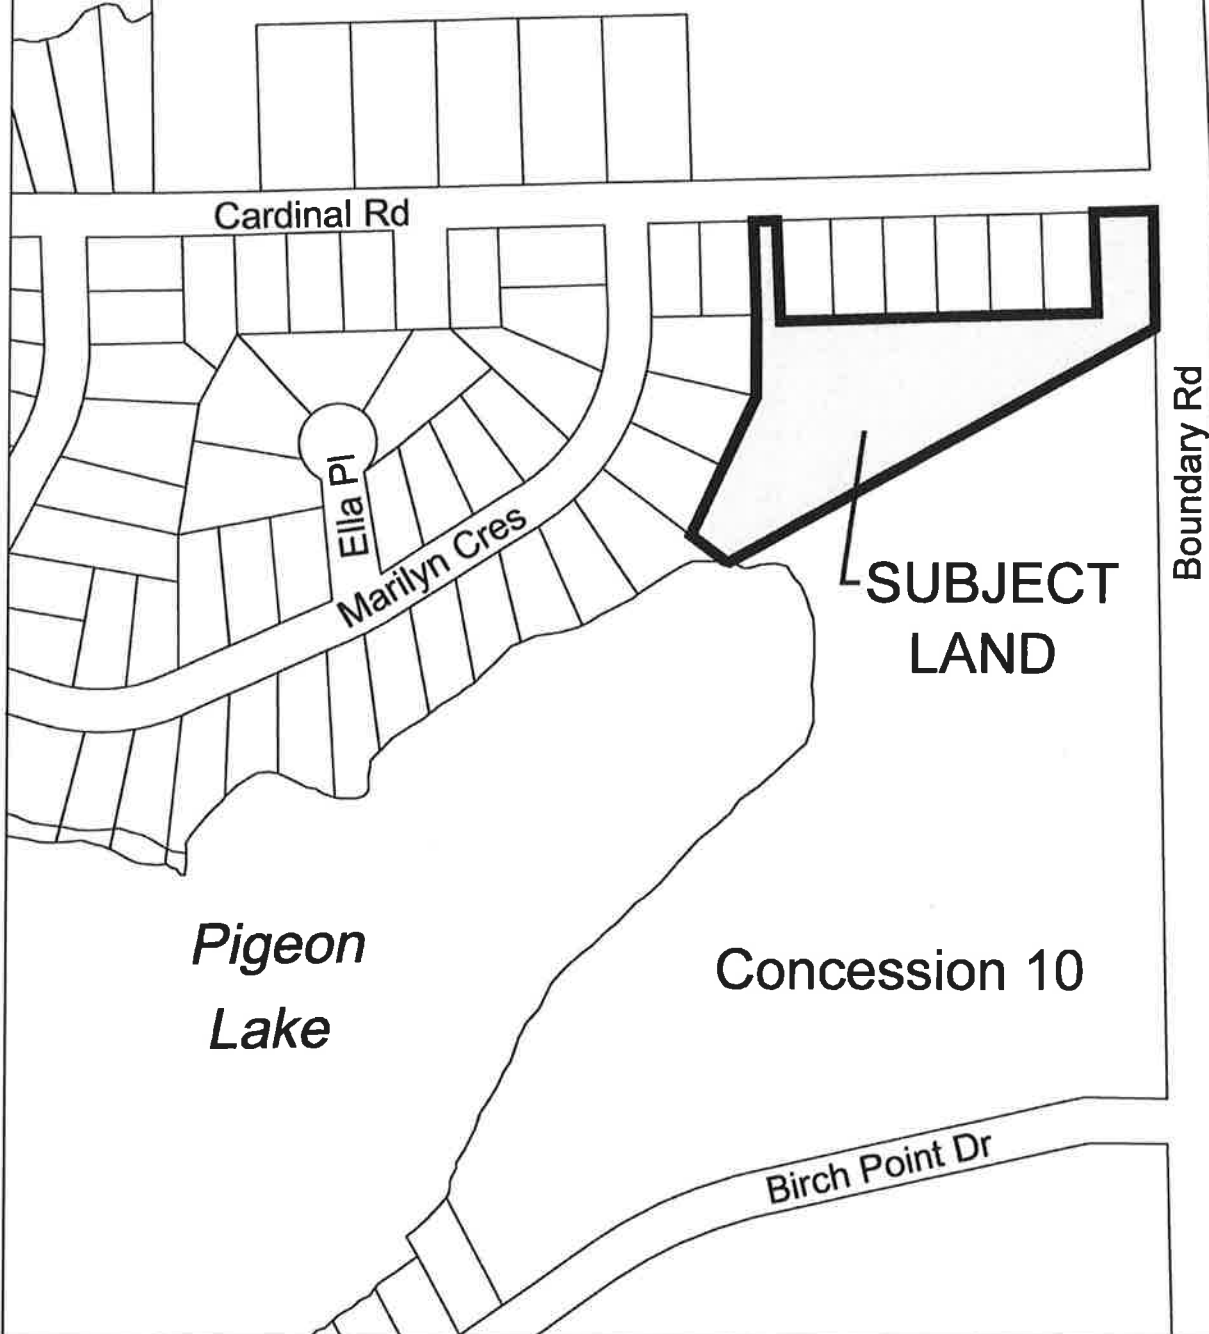 Cardinal Rd
Boundary Rd
Ella Pl
Marilyn Cres
SUBJECT
LAND
Pigeon
Lake
Concession 10
Birch Point Dr